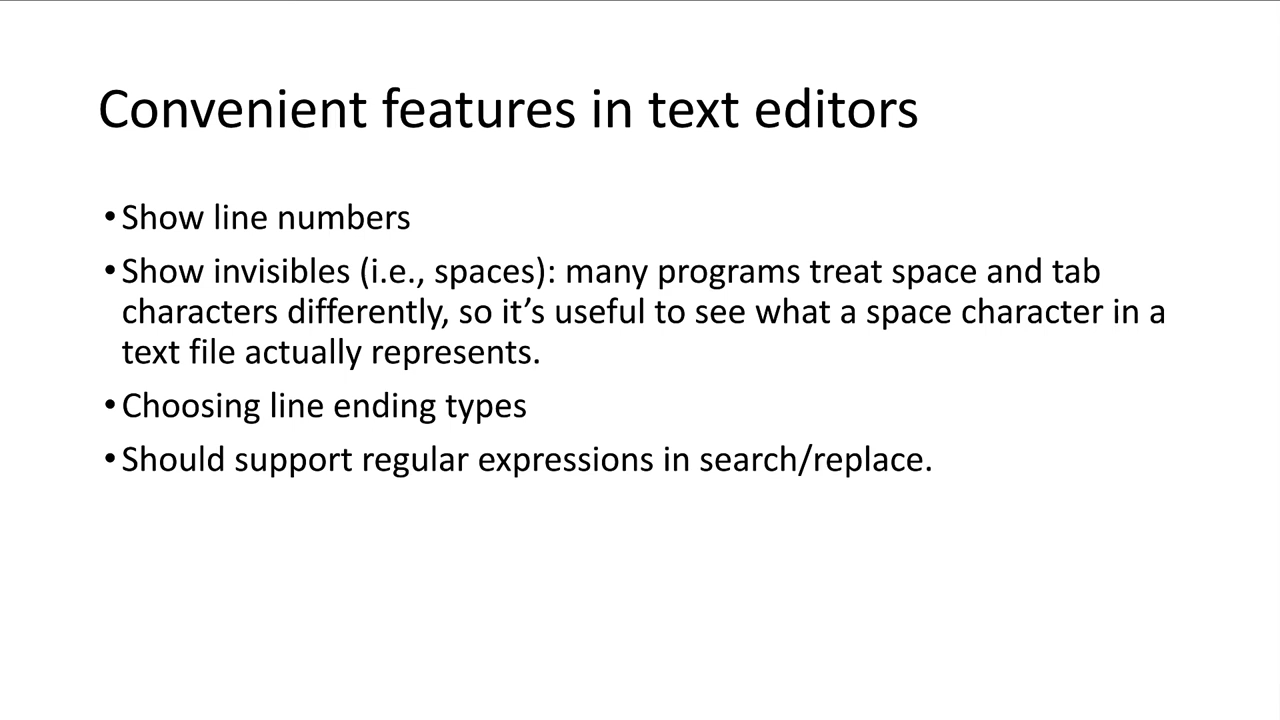 Convenient features in text editors
•Show line numbers
•Show invisibles (i.e., spaces): many programs treat space and tab
characters differently, so it’s useful to see what a space character in a
text file actually represents.
•Choosing line ending types
•Should support regular expressions in search/replace.